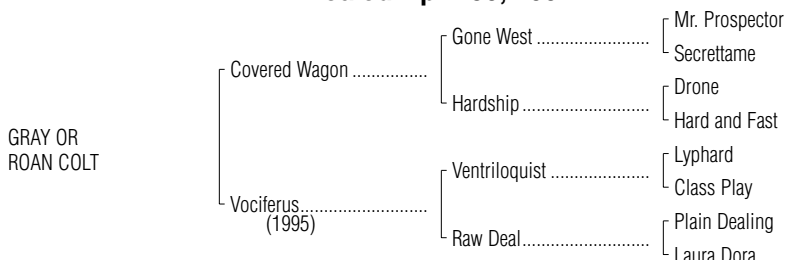 Mr. Prospector
Gone West
Secrettame
Covered Wagon
Drone
Hardship
Hard and Fast
GRAY OR
ROAN COLT
Lyphard
Ventriloquist
Class Play
Vociferus
(1995)
Plain Dealing
Raw Deal
Laura Dora